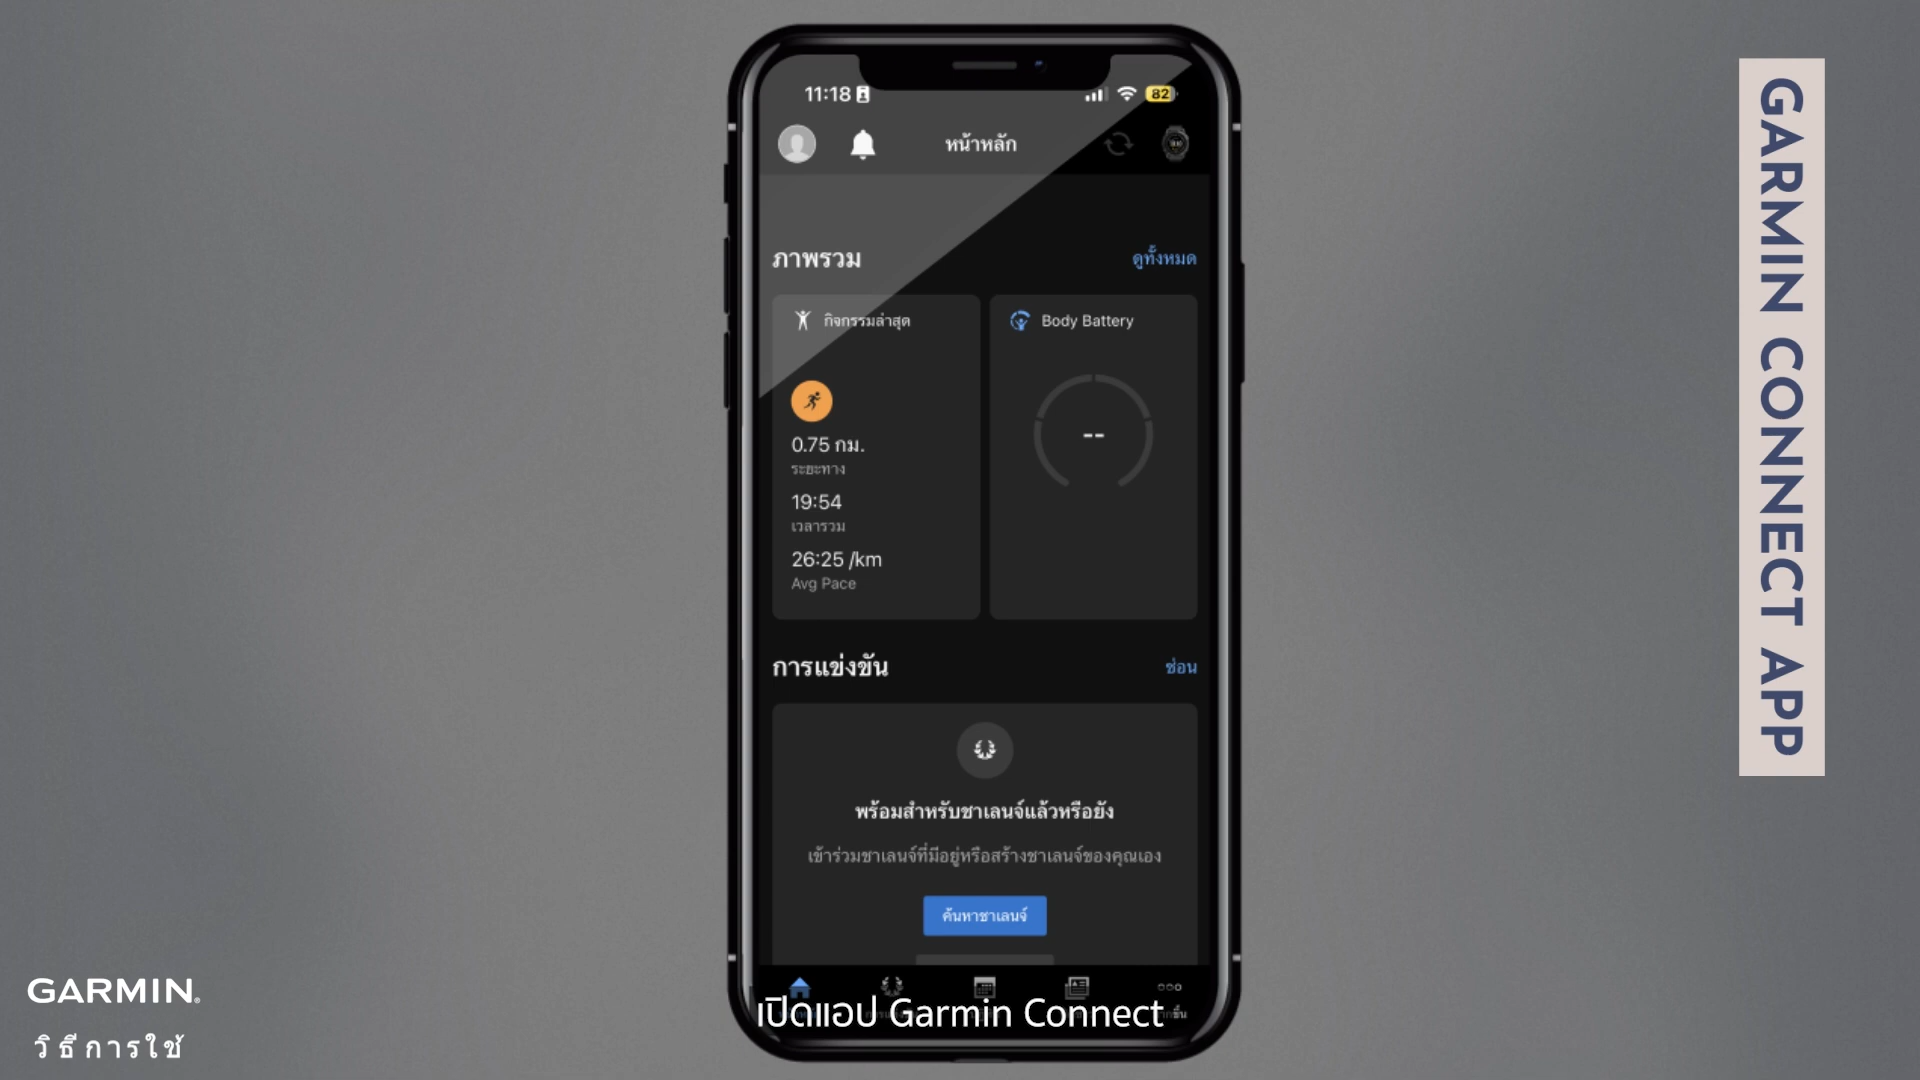 11:18
82
หน้าหลัก
ภาพรวม
ดูทั้งหมด
กิจกรรมล่าสุด
Body Battery
0.75 กม.
ระยะทาง
--
19:54
เวลารวม
26:25 /km
Avg Pace
การแข่งขัน
ซ่อน
พร้อมสำหรับชาเลนจ์แล้วหรือยัง
เข้าร่วมชาเลนจ์ที่มีอยู่หรือสร้างชาเลนจ์ของคุณเอง
ค้นหาชาเลนจ์
เปิดแอป Garmin Connect
GARMIN CONNECT APP
GARMIN®
วิธีการใช้